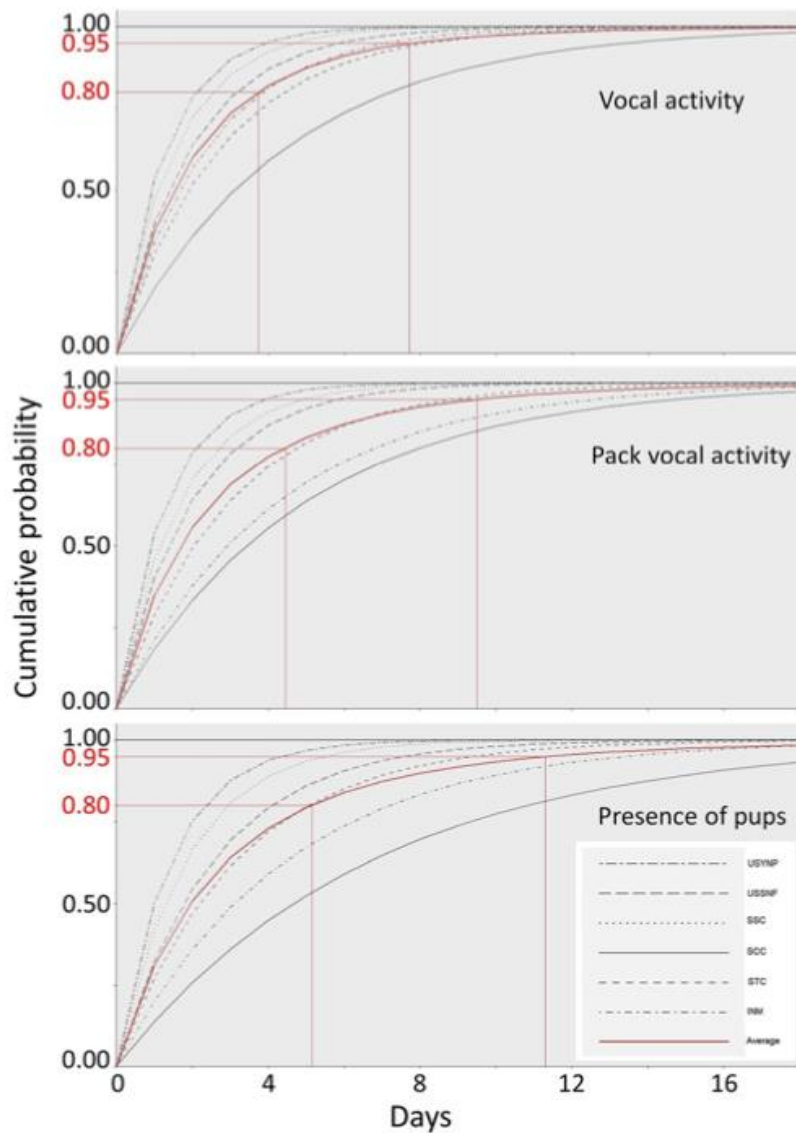 1.00
0.95
0.80
Vocal activity
0.50
0.00
1.00
0.95
0.80
Pack vocal activity
0.50
0.00
Cumulative probability
1.00
0.95
0.80
Presence of pups
USYNP
USSNF
SSC
0.50
SCC
STC
INM
Average
0.00
0 4 8 12 16
Days